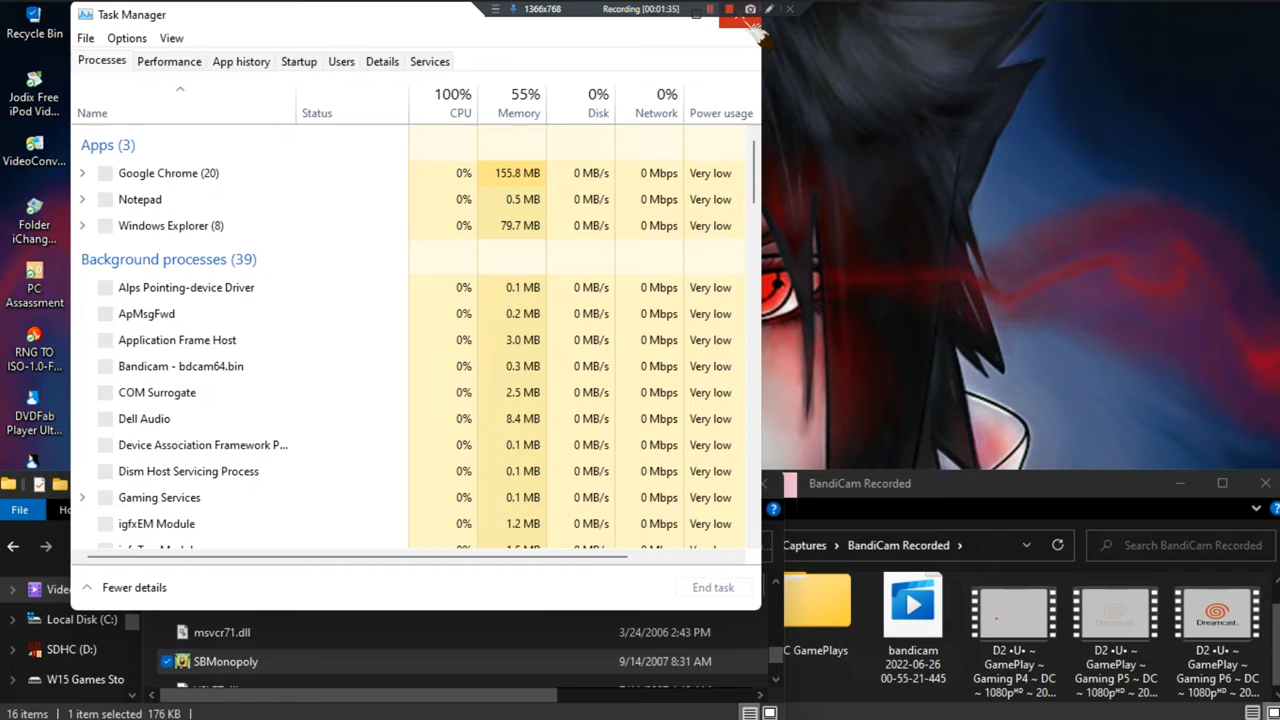 1366x768
Recording [00:01:35]
Recycle Bin
Jodix Free
iPod Vid...
VideoConv...
Folder
iChang...
PC
Assassment
RNG TO
ISO-1.0-F...
DVDFab
Player Ult...
Task Manager
File Options View
Processes Performance App history Startup Users Details Services
100% 55% 0% 0%
Name Status CPU Memory Disk Network Power usage
Apps (3)
Google Chrome (20) 0% 155.8 MB 0 MB/s 0 Mbps Very low
Notepad 0% 0.5 MB 0 MB/s 0 Mbps Very low
Windows Explorer (8) 0% 79.7 MB 0 MB/s 0 Mbps Very low
Background processes (39)
Alps Pointing-device Driver 0% 0.1 MB 0 MB/s 0 Mbps Very low
ApMsgFwd 0% 0.2 MB 0 MB/s 0 Mbps Very low
Application Frame Host 0% 3.0 MB 0 MB/s 0 Mbps Very low
Bandicam - bdcam64.bin 0% 0.3 MB 0 MB/s 0 Mbps Very low
COM Surrogate 0% 2.5 MB 0 MB/s 0 Mbps Very low
Dell Audio 0% 8.4 MB 0 MB/s 0 Mbps Very low
Device Association Framework P... 0% 0.1 MB 0 MB/s 0 Mbps Very low
Dism Host Servicing Process 0% 0.1 MB 0 MB/s 0 Mbps Very low
Gaming Services 0% 0.1 MB 0 MB/s 0 Mbps Very low
igfxEM Module 0% 1.2 MB 0 MB/s 0 Mbps Very low
Fewer details End task
File Ho
Vide
Local Disk (C:)
SDHC (D:)
W15 Games Sto
msvcr71.dll 3/24/2006 2:43 PM
SBMonopoly 9/14/2007 8:31 AM
16 items 1 item selected 176 KB
BandiCam Recorded
Captures › BandiCam Recorded ›
Search BandiCam Recorded
C GamePlays
bandicam
2022-06-26
00-55-21-445
D2 •U• ~
GamePlay ~
Gaming P4 ~ DC
~ 1080pᴴᴰ ~ 20...
D2 •U• ~
GamePlay ~
Gaming P5 ~ DC
~ 1080pᴴᴰ ~ 20...
Dreamcast
D2 •U• ~
GamePlay ~
Gaming P6 ~ DC
~ 1080pᴴᴰ ~ 20...